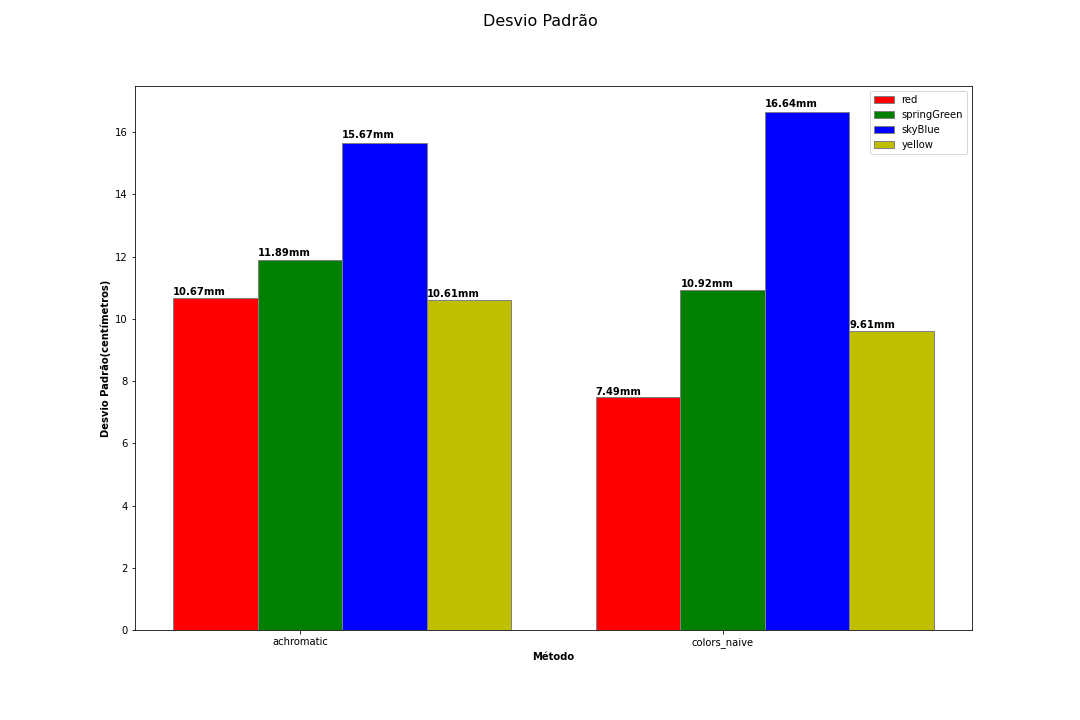 Desvio Padrão
red
springGreen
skyBlue
yellow
16.64mm
15.67mm
11.89mm
10.67mm
10.61mm
10.92mm
9.61mm
7.49mm
16
14
12
10
8
6
4
2
0
Desvio Padrão(centímetros)
achromatic
colors_naive
Método